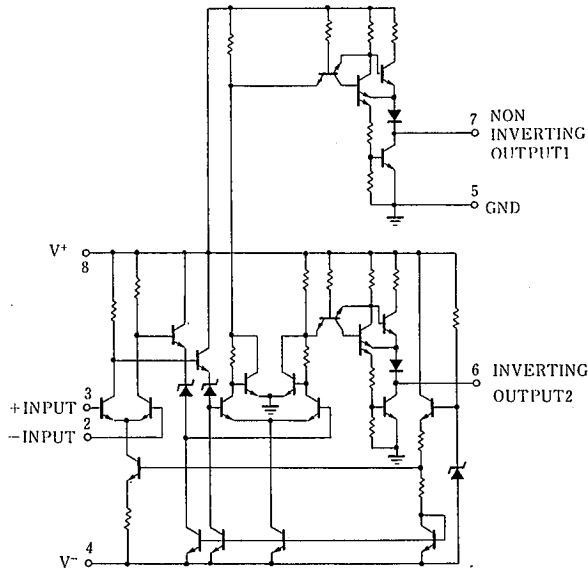 7 NON
INVERTING
OUTPUT1
5
GND
V+
8
6 INVERTING
OUTPUT2
3
+INPUT
2
-INPUT
4
V-